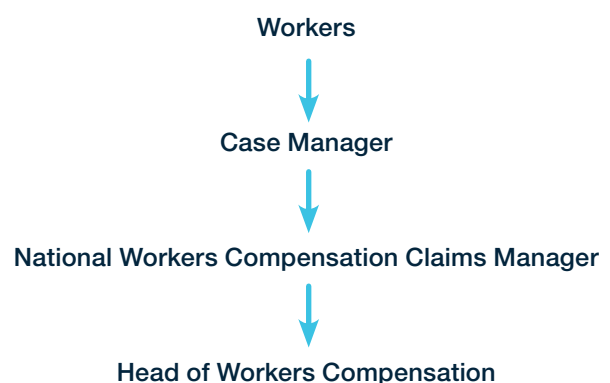 Workers
Case Manager
National Workers Compensation Claims Manager
Head of Workers Compensation